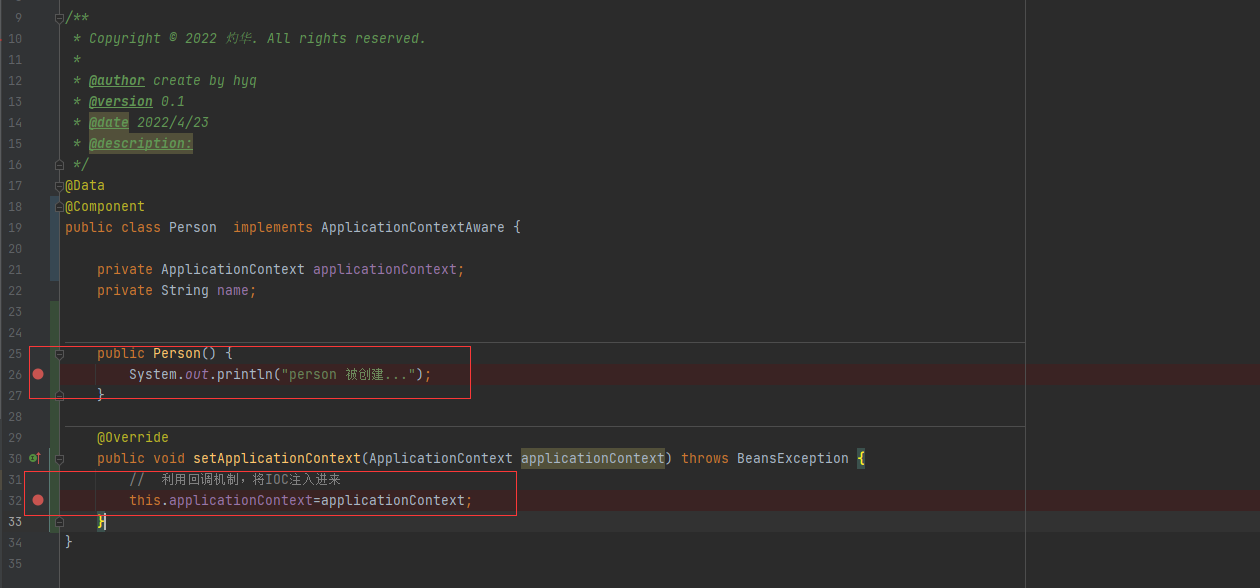 9 /**
10 * Copyright © 2022 灼华. All rights reserved.
11 *
12 * @author create by hyq
13 * @version 0.1
14 * @date 2022/4/23
15 * @description:
16 */
17 @Data
18 @Component
19 public class Person  implements ApplicationContextAware {
20
21 private ApplicationContext applicationContext;
22 private String name;
23
24
25 public Person() {
26 System.out.println("person 被创建...");
27 }
28
29 @Override
30 public void setApplicationContext(ApplicationContext applicationContext) throws BeansException {
31 //  利用回调机制，将IOC注入进来
32 this.applicationContext=applicationContext;
33 }
34 }
35